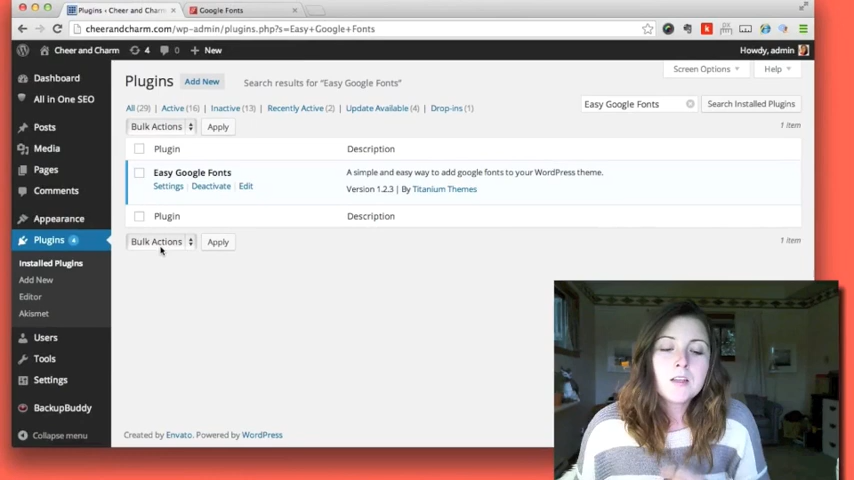 Plugins ‹ Cheer and Charm
Google Fonts
cheerandcharm.com/wp-admin/plugins.php?s=Easy+Google+Fonts
Cheer and Charm
4
0
+ New
Howdy, admin
Dashboard
All in One SEO
Posts
Media
Pages
Comments
Appearance
Plugins 4
Installed Plugins
Add New
Editor
Akismet
Users
Tools
Settings
BackupBuddy
Collapse menu
Screen Options
Help
Plugins
Add New
Search results for “Easy Google Fonts”
All (29) | Active (16) | Inactive (13) | Recently Active (2) | Update Available (4) | Drop-ins (1)
Easy Google Fonts
Search Installed Plugins
Bulk Actions
Apply
1 item
Plugin
Description
Easy Google Fonts
A simple and easy way to add google fonts to your WordPress theme.
Settings | Deactivate | Edit
Version 1.2.3 | By Titanium Themes
Plugin
Description
Bulk Actions
Apply
1 item
Created by Envato. Powered by WordPress